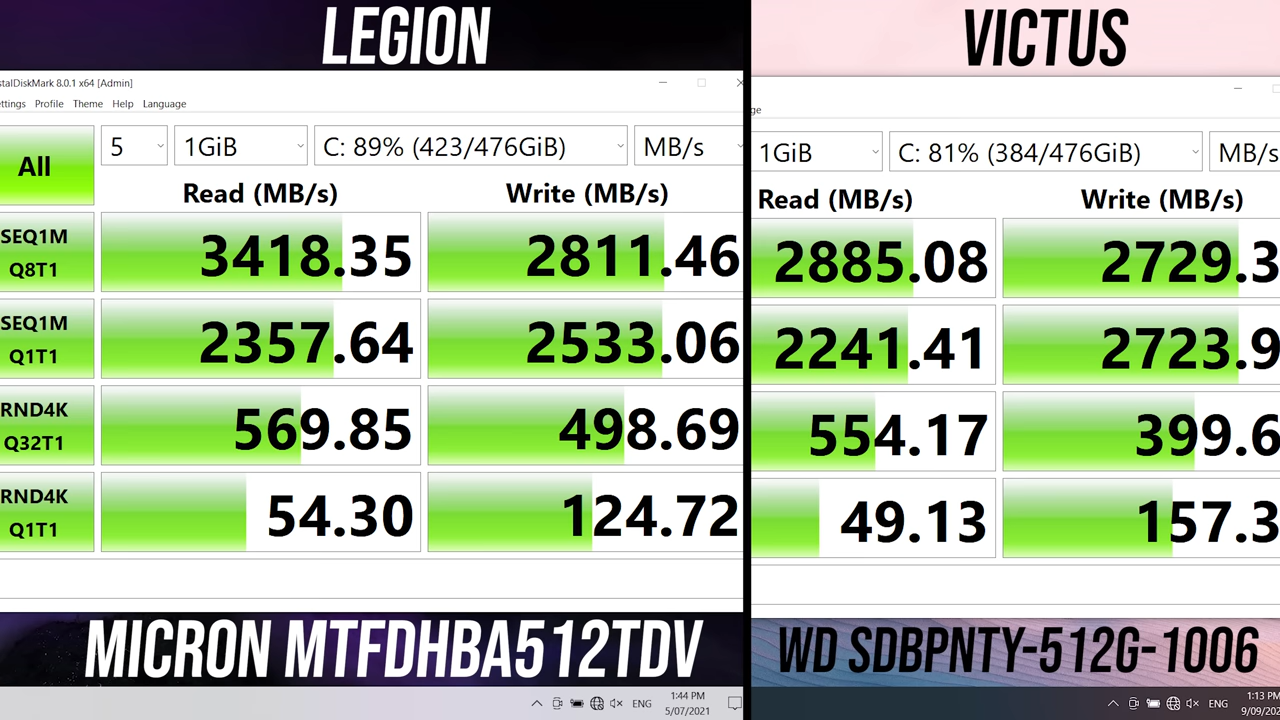 LEGION
stalDiskMark 8.0.1 x64 [Admin]
ettings Profile Theme Help Language
All
5 1GiB C: 89% (423/476GiB) MB/s
Read (MB/s) Write (MB/s)
SEQ1M
Q8T1
3418.35 2811.46
SEQ1M
Q1T1
2357.64 2533.06
RND4K
Q32T1
569.85 498.69
RND4K
Q1T1
54.30 124.72
MICRON MTFDHBA512TDV
ENG
1:44 PM
5/07/2021
VICTUS
ge
1GiB C: 81% (384/476GiB) MB/s
Read (MB/s) Write (MB/s)
2885.08 2729.3
2241.41 2723.9
554.17 399.6
49.13 157.3
WD SDBPNTY-512G-1006
ENG
1:13 PM
9/09/202